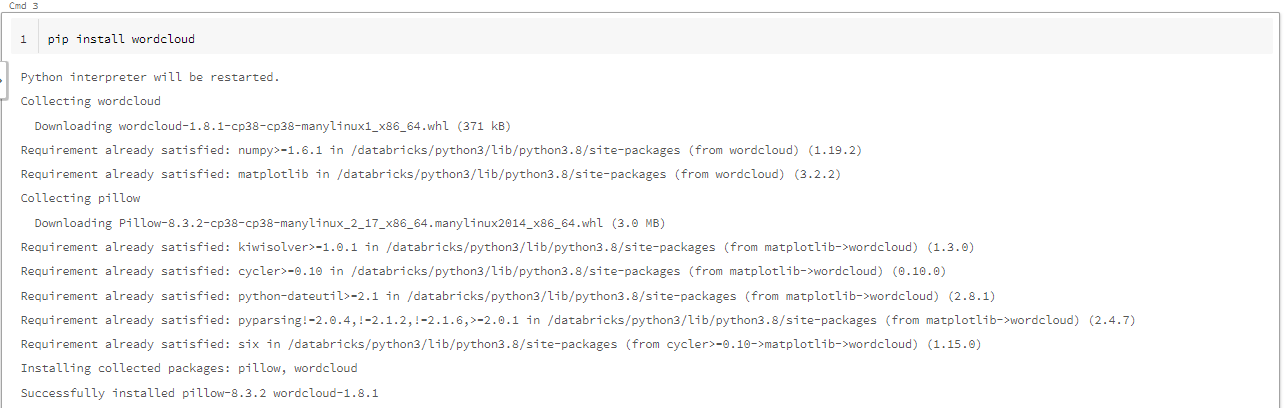 Cmd 3
1 pip install wordcloud
Python interpreter will be restarted.
Collecting wordcloud
Downloading wordcloud-1.8.1-cp38-cp38-manylinux1_x86_64.whl (371 kB)
Requirement already satisfied: numpy>=1.6.1 in /databricks/python3/lib/python3.8/site-packages (from wordcloud) (1.19.2)
Requirement already satisfied: matplotlib in /databricks/python3/lib/python3.8/site-packages (from wordcloud) (3.2.2)
Collecting pillow
Downloading Pillow-8.3.2-cp38-cp38-manylinux_2_17_x86_64.manylinux2014_x86_64.whl (3.0 MB)
Requirement already satisfied: kiwisolver>=1.0.1 in /databricks/python3/lib/python3.8/site-packages (from matplotlib->wordcloud) (1.3.0)
Requirement already satisfied: cycler>=0.10 in /databricks/python3/lib/python3.8/site-packages (from matplotlib->wordcloud) (0.10.0)
Requirement already satisfied: python-dateutil>=2.1 in /databricks/python3/lib/python3.8/site-packages (from matplotlib->wordcloud) (2.8.1)
Requirement already satisfied: pyparsing!=2.0.4,!=2.1.2,!=2.1.6,>=2.0.1 in /databricks/python3/lib/python3.8/site-packages (from matplotlib->wordcloud) (2.4.7)
Requirement already satisfied: six in /databricks/python3/lib/python3.8/site-packages (from cycler>=0.10->matplotlib->wordcloud) (1.15.0)
Installing collected packages: pillow, wordcloud
Successfully installed pillow-8.3.2 wordcloud-1.8.1